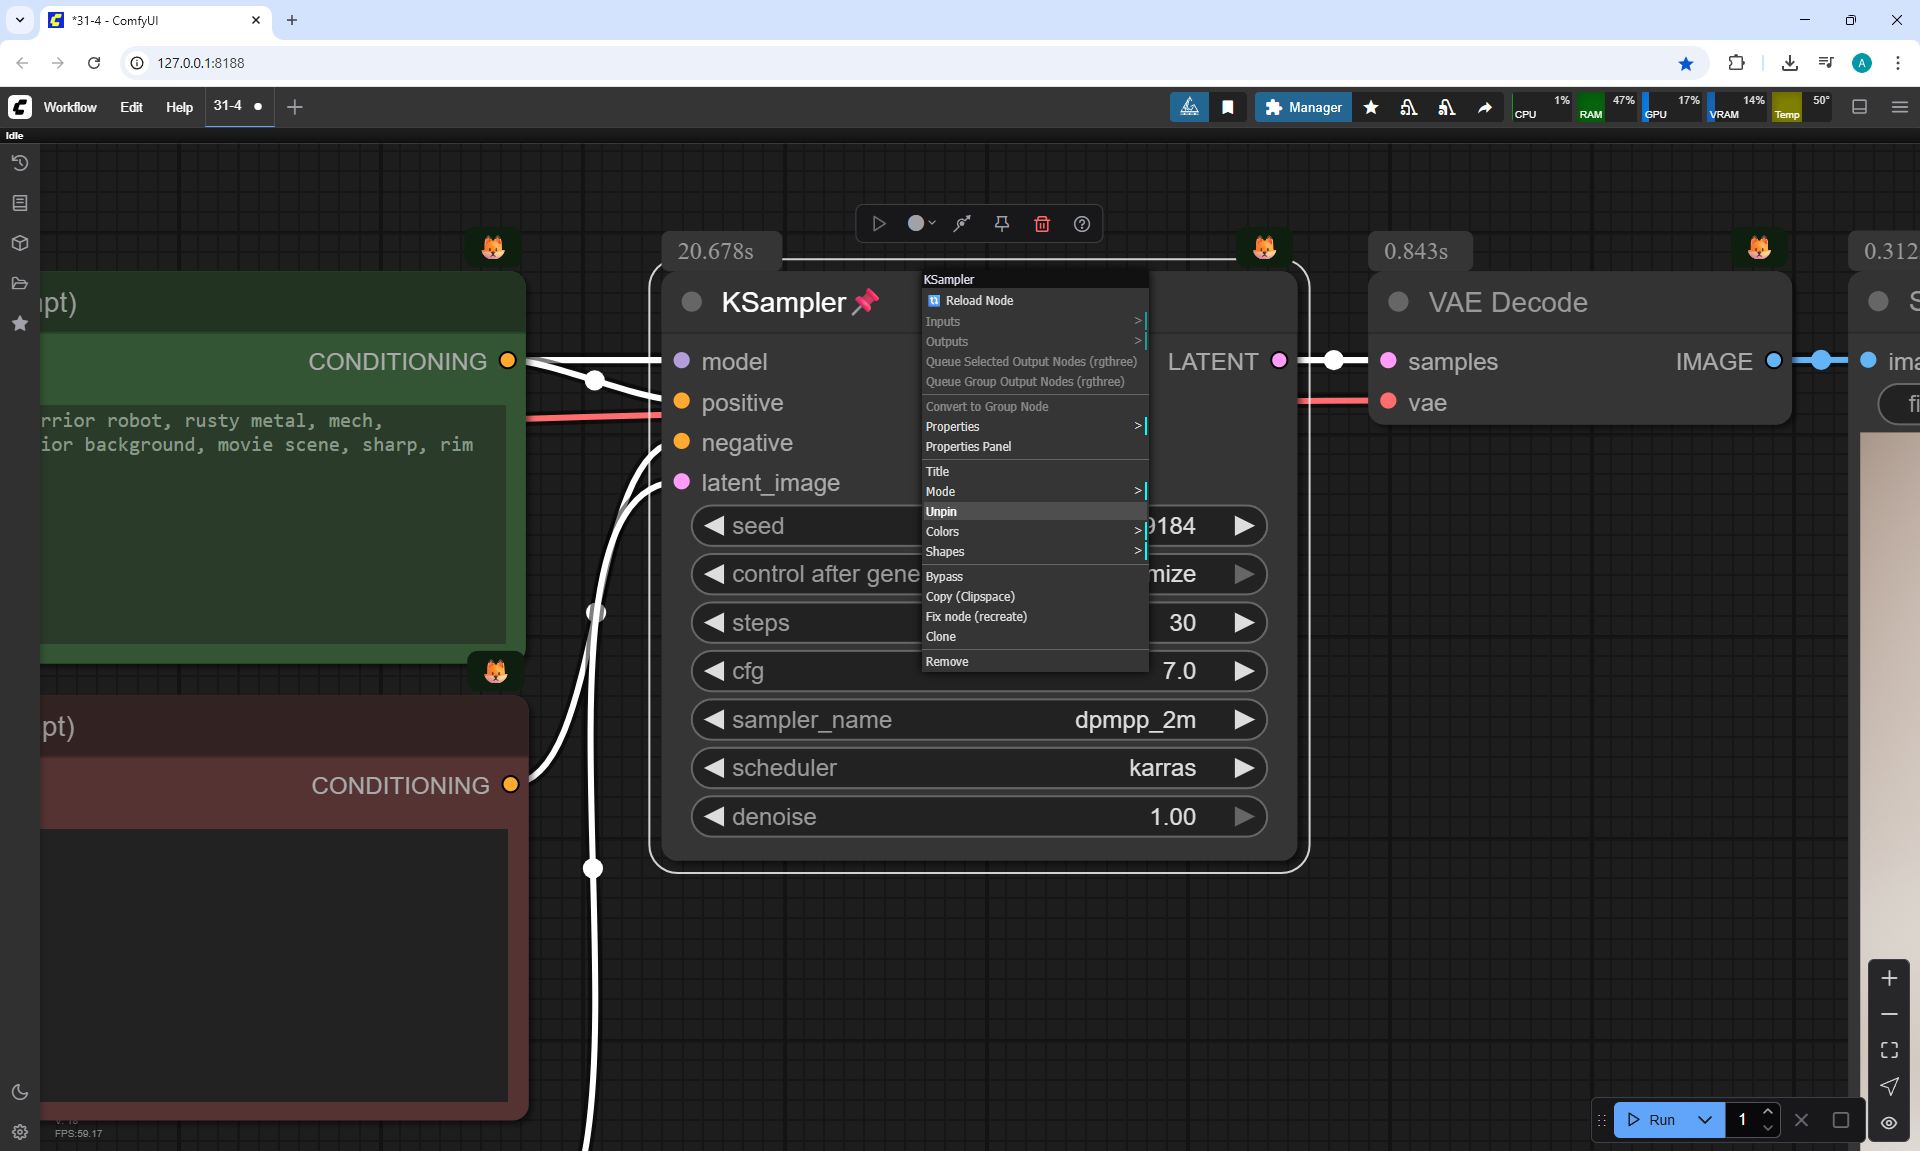 *31-4 - ComfyUI
127.0.0.1:8188
A
Workflow Edit Help 31-4
Manager
CPU 1% RAM 47% GPU 17% VRAM 14% Temp 50°
Idle
20.678s
0.843s
0.312
pt)
KSampler
VAE Decode
S
CONDITIONING
model
LATENT
samples
IMAGE
ima
positive
vae
fi
rrior robot, rusty metal, mech,
ior background, movie scene, sharp, rim
negative
latent_image
seed 9184
control after gene mize
steps 30
cfg 7.0
sampler_name dpmpp_2m
scheduler karras
denoise 1.00
KSampler
Reload Node
Inputs >
Outputs >
Queue Selected Output Nodes (rgthree)
Queue Group Output Nodes (rgthree)
Convert to Group Node
Properties >
Properties Panel
Title
Mode >
Unpin
Colors >
Shapes >
Bypass
Copy (Clipspace)
Fix node (recreate)
Clone
Remove
pt)
CONDITIONING
FPS:59.17
Run 1